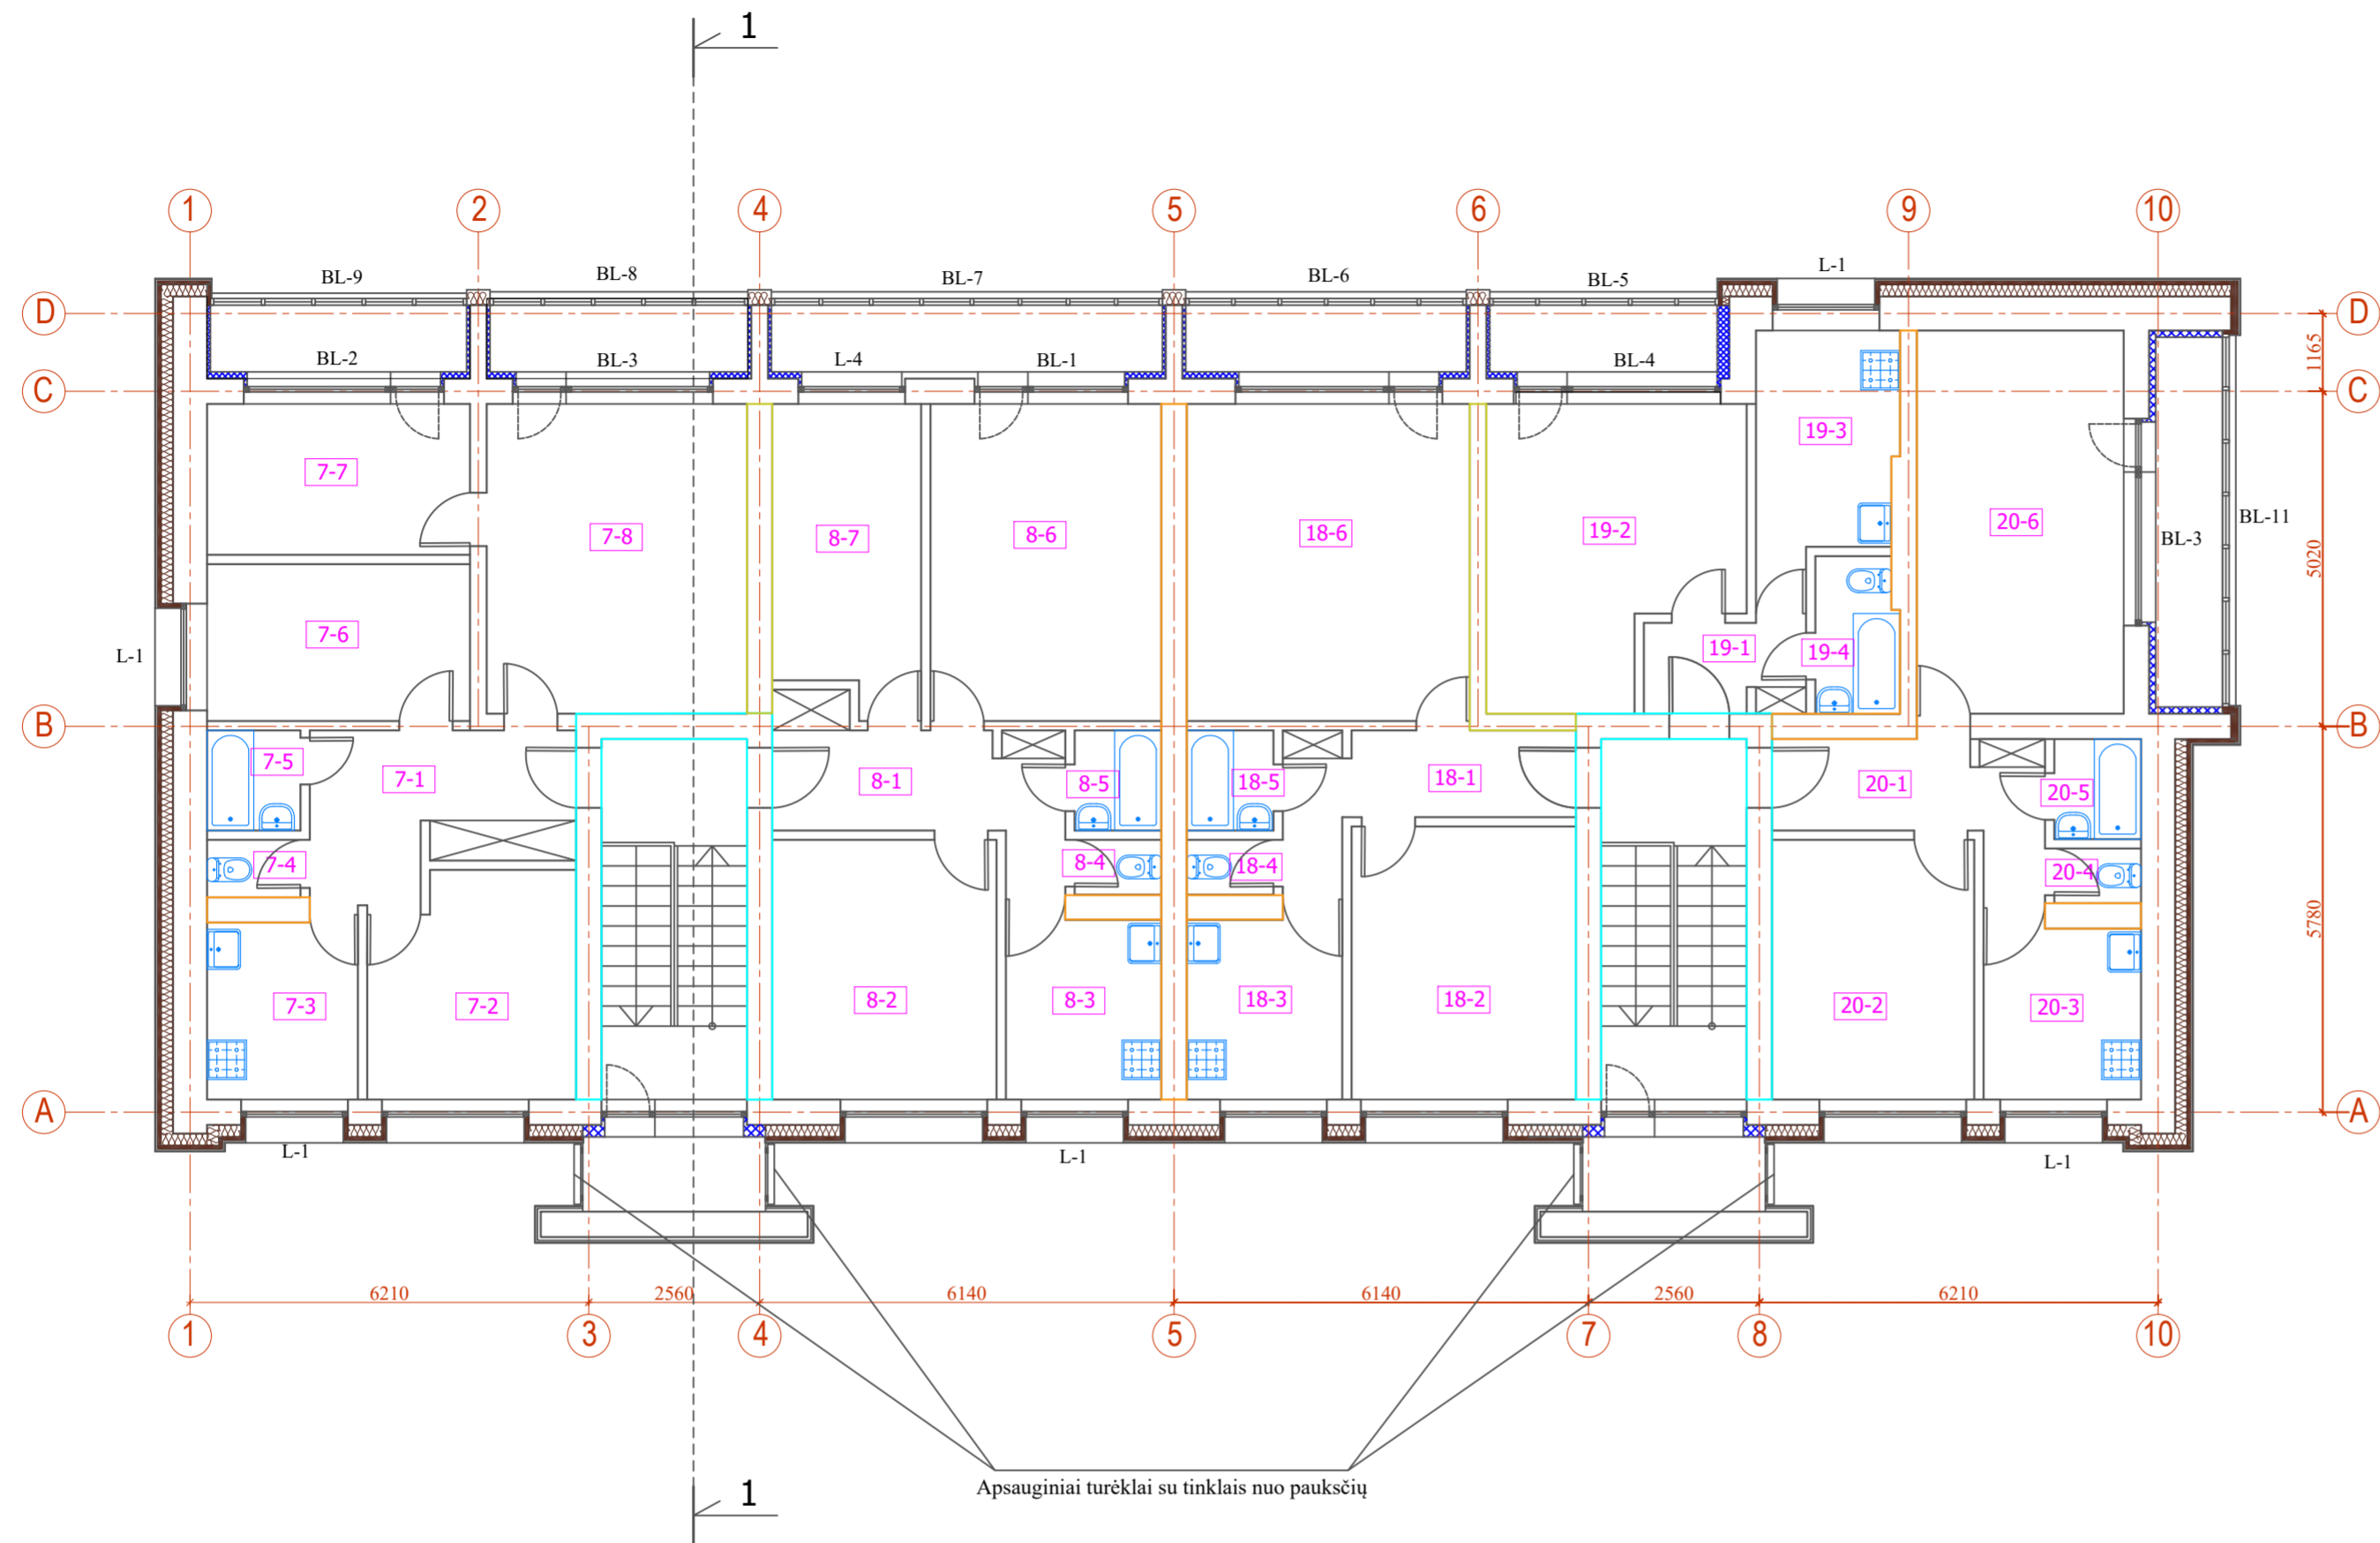 1
1 2 4 5 6 9 10
BL-9 BL-8 BL-7 BL-6 BL-5 L-1
D D
1165
BL-2 BL-3 L-4 BL-1 BL-4
C C
7-7 7-8 8-7 8-6 18-6 19-2 19-3 20-6 BL-3 BL-11
5020
L-1 7-6 19-1 19-4
B B
7-5 7-1 8-1 8-5 18-5 18-1 20-1 20-5
7-4 8-4 18-4 20-4
5780
7-3 7-2 8-2 8-3 18-3 18-2 20-2 20-3
A A
L-1 L-1 L-1
6210 2560 6140 6140 2560 6210
1 3 4 5 7 8 10
Apsauginiai turėklai su tinklais nuo paukščių
1